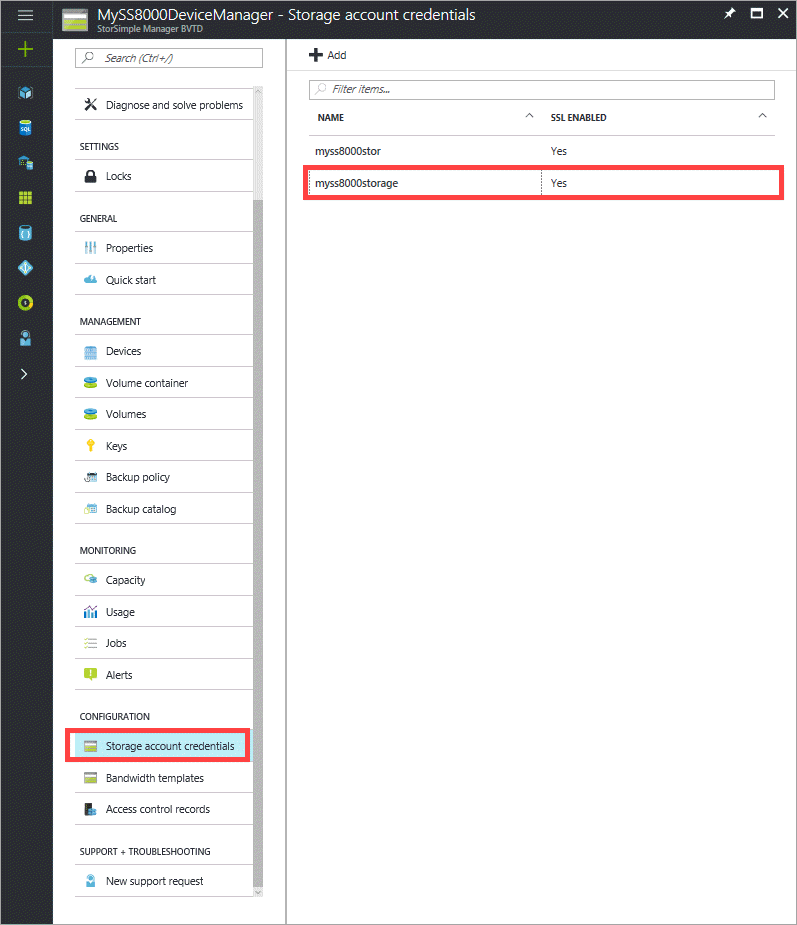 MySS8000DeviceManager - Storage account credentials
StorSimple Manager BVTD
Search (Ctrl+/)
Diagnose and solve problems
SETTINGS
Locks
GENERAL
Properties
Quick start
MANAGEMENT
Devices
Volume container
Volumes
Keys
Backup policy
Backup catalog
MONITORING
Capacity
Usage
Jobs
Alerts
CONFIGURATION
Storage account credentials
Bandwidth templates
Access control records
SUPPORT + TROUBLESHOOTING
New support request
Add
Filter items...
NAME SSL ENABLED
myss8000stor Yes
myss8000storage Yes
SQL